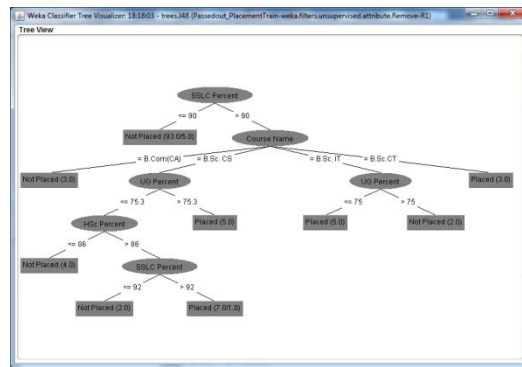 Weka Classifier Tree Visualizer: 18:18:03 - trees.J48 (Passedout_PlacementTrain-weka.filters.unsupervised.attribute.Remove-R1)
Tree View
SSLC Percent
<= 90 > 90
Not Placed (93.0/5.0) Course Name
= B.Com(CA) = B.Sc. CS = B.Sc. IT = B.Sc.CT
Not Placed (3.0) UG Percent UG Percent Placed (3.0)
<= 75.3 > 75.3 <= 75 > 75
HSc Percent Placed (5.0) Placed (5.0) Not Placed (2.0)
<= 86 > 86
Not Placed (4.0) SSLC Percent
<= 92 > 92
Not Placed (2.0) Placed (7.0/1.0)